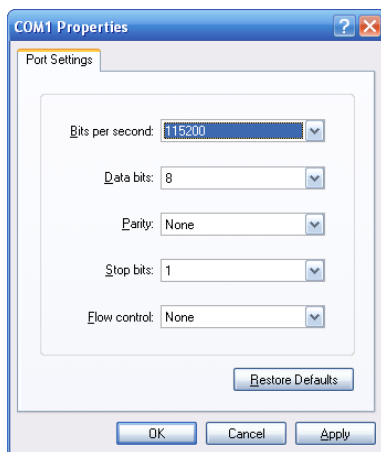 COM1 Properties
Port Settings
Bits per second: 115200
Data bits: 8
Parity: None
Stop bits: 1
Flow control: None
Restore Defaults
OK Cancel Apply